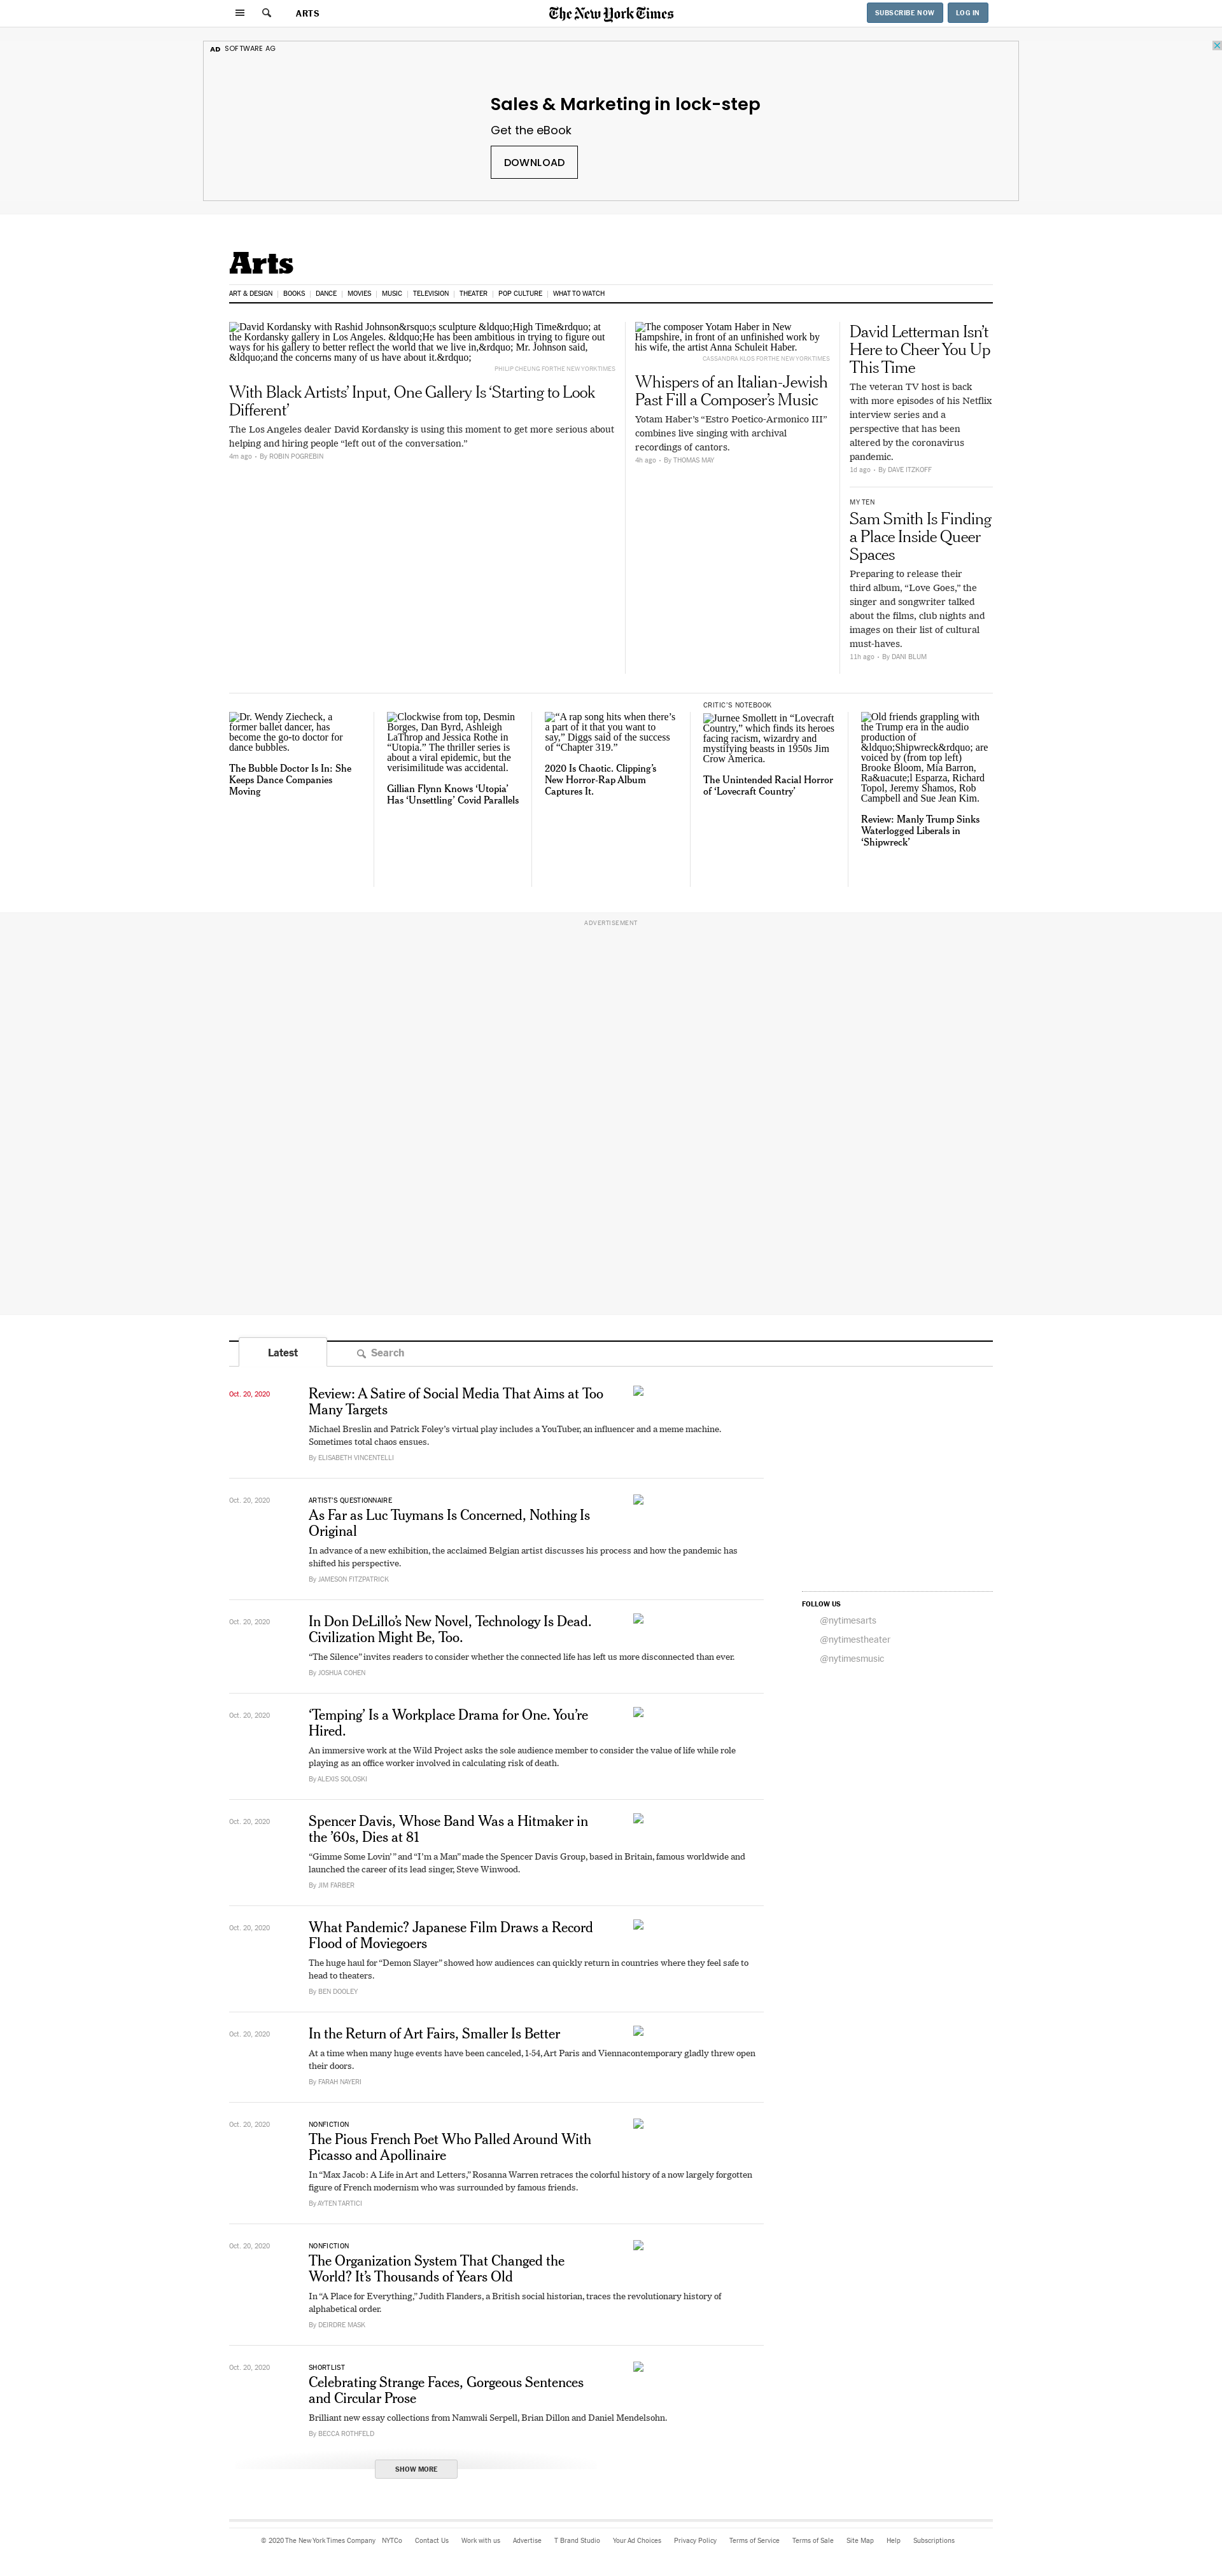 ARTS
The New York Times
SUBSCRIBE NOW
LOG IN
AD SOFTWARE AG
Sales & Marketing in lock-step
Get the eBook
DOWNLOAD
Arts
ART & DESIGN
BOOKS
DANCE
MOVIES
MUSIC
TELEVISION
THEATER
POP CULTURE
WHAT TO WATCH
David Kordansky with Rashid Johnson&rsquo;s sculpture &ldquo;High Time&rdquo; at
the Kordansky gallery in Los Angeles. &ldquo;He has been ambitious in trying to figure out
ways for his gallery to better reflect the world that we live in,&rdquo; Mr. Johnson said,
&ldquo;and the concerns many of us have about it.&rdquo;
PHILIP CHEUNG FOR THE NEW YORK TIMES
With Black Artists’ Input, One Gallery Is ‘Starting to Look
Different’
The Los Angeles dealer David Kordansky is using this moment to get more serious about
helping and hiring people “left out of the conversation.”
4m ago • By ROBIN POGREBIN
The composer Yotam Haber in New
Hampshire, in front of an unfinished work by
his wife, the artist Anna Schuleit Haber.
CASSANDRA KLOS FOR THE NEW YORK TIMES
Whispers of an Italian-Jewish
Past Fill a Composer’s Music
Yotam Haber’s “Estro Poetico-Armonico III”
combines live singing with archival
recordings of cantors.
4h ago • By THOMAS MAY
David Letterman Isn’t
Here to Cheer You Up
This Time
The veteran TV host is back
with more episodes of his Netflix
interview series and a
perspective that has been
altered by the coronavirus
pandemic.
1d ago • By DAVE ITZKOFF
MY TEN
Sam Smith Is Finding
a Place Inside Queer
Spaces
Preparing to release their
third album, “Love Goes,” the
singer and songwriter talked
about the films, club nights and
images on their list of cultural
must-haves.
11h ago • By DANI BLUM
Dr. Wendy Ziecheck, a
former ballet dancer, has
become the go-to doctor for
dance bubbles.
The Bubble Doctor Is In: She
Keeps Dance Companies
Moving
Clockwise from top, Desmin
Borges, Dan Byrd, Ashleigh
LaThrop and Jessica Rothe in
“Utopia.” The thriller series is
about a viral epidemic, but the
verisimilitude was accidental.
Gillian Flynn Knows ‘Utopia’
Has ‘Unsettling’ Covid Parallels
“A rap song hits when there’s
a part of it that you want to
say,” Diggs said of the success
of “Chapter 319.”
2020 Is Chaotic. Clipping’s
New Horror-Rap Album
Captures It.
CRITIC’S NOTEBOOK
Jurnee Smollett in “Lovecraft
Country,” which finds its heroes
facing racism, wizardry and
mystifying beasts in 1950s Jim
Crow America.
The Unintended Racial Horror
of ‘Lovecraft Country’
Old friends grappling with
the Trump era in the audio
production of
&ldquo;Shipwreck&rdquo; are
voiced by (from top left)
Brooke Bloom, Mia Barron,
Ra&uacute;l Esparza, Richard
Topol, Jeremy Shamos, Rob
Campbell and Sue Jean Kim.
Review: Manly Trump Sinks
Waterlogged Liberals in
‘Shipwreck’
ADVERTISEMENT
Latest
Search
Oct. 20, 2020
Review: A Satire of Social Media That Aims at Too
Many Targets
Michael Breslin and Patrick Foley’s virtual play includes a YouTuber, an influencer and a meme machine.
Sometimes total chaos ensues.
By ELISABETH VINCENTELLI
Oct. 20, 2020
ARTIST’S QUESTIONNAIRE
As Far as Luc Tuymans Is Concerned, Nothing Is
Original
In advance of a new exhibition, the acclaimed Belgian artist discusses his process and how the pandemic has
shifted his perspective.
By JAMESON FITZPATRICK
Oct. 20, 2020
In Don DeLillo’s New Novel, Technology Is Dead.
Civilization Might Be, Too.
“The Silence” invites readers to consider whether the connected life has left us more disconnected than ever.
By JOSHUA COHEN
Oct. 20, 2020
‘Temping’ Is a Workplace Drama for One. You’re
Hired.
An immersive work at the Wild Project asks the sole audience member to consider the value of life while role
playing as an office worker involved in calculating risk of death.
By ALEXIS SOLOSKI
Oct. 20, 2020
Spencer Davis, Whose Band Was a Hitmaker in
the ’60s, Dies at 81
“Gimme Some Lovin’ ” and “I’m a Man” made the Spencer Davis Group, based in Britain, famous worldwide and
launched the career of its lead singer, Steve Winwood.
By JIM FARBER
Oct. 20, 2020
What Pandemic? Japanese Film Draws a Record
Flood of Moviegoers
The huge haul for “Demon Slayer” showed how audiences can quickly return in countries where they feel safe to
head to theaters.
By BEN DOOLEY
Oct. 20, 2020
In the Return of Art Fairs, Smaller Is Better
At a time when many huge events have been canceled, 1-54, Art Paris and Viennacontemporary gladly threw open
their doors.
By FARAH NAYERI
Oct. 20, 2020
NONFICTION
The Pious French Poet Who Palled Around With
Picasso and Apollinaire
In “Max Jacob: A Life in Art and Letters,” Rosanna Warren retraces the colorful history of a now largely forgotten
figure of French modernism who was surrounded by famous friends.
By AYTEN TARTICI
Oct. 20, 2020
NONFICTION
The Organization System That Changed the
World? It’s Thousands of Years Old
In “A Place for Everything,” Judith Flanders, a British social historian, traces the revolutionary history of
alphabetical order.
By DEIRDRE MASK
Oct. 20, 2020
SHORTLIST
Celebrating Strange Faces, Gorgeous Sentences
and Circular Prose
Brilliant new essay collections from Namwali Serpell, Brian Dillon and Daniel Mendelsohn.
By BECCA ROTHFELD
SHOW MORE
FOLLOW US
@nytimesarts
@nytimestheater
@nytimesmusic
© 2020 The New York Times Company NYTCo Contact Us Work with us Advertise T Brand Studio Your Ad Choices Privacy Policy Terms of Service Terms of Sale Site Map Help Subscriptions